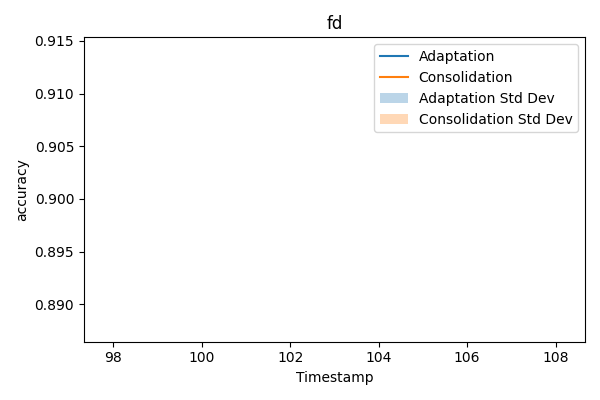 fd
0.915
0.910
0.905
0.900
0.895
0.890
accuracy
Adaptation
Consolidation
Adaptation Std Dev
Consolidation Std Dev
98 100 102 104 106 108
Timestamp